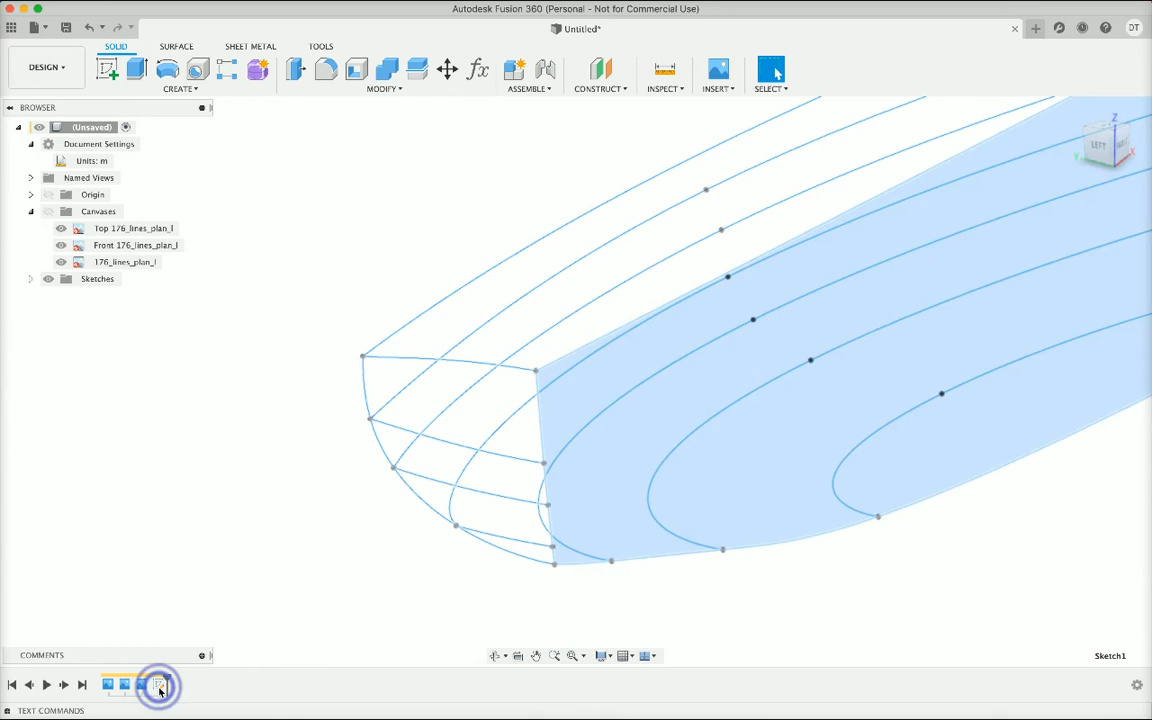 Autodesk Fusion 360 (Personal - Not for Commercial Use)
Untitled*
DT
SOLID SURFACE SHEET METAL TOOLS
DESIGN
CREATE MODIFY ASSEMBLE CONSTRUCT INSPECT INSERT SELECT
BROWSER
(Unsaved)
Document Settings
Units: m
Named Views
Origin
Canvases
Top 176_lines_plan_l
Front 176_lines_plan_l
176_lines_plan_l
Sketches
Z
LEFT
X
Y
COMMENTS
Sketch1
TEXT COMMANDS